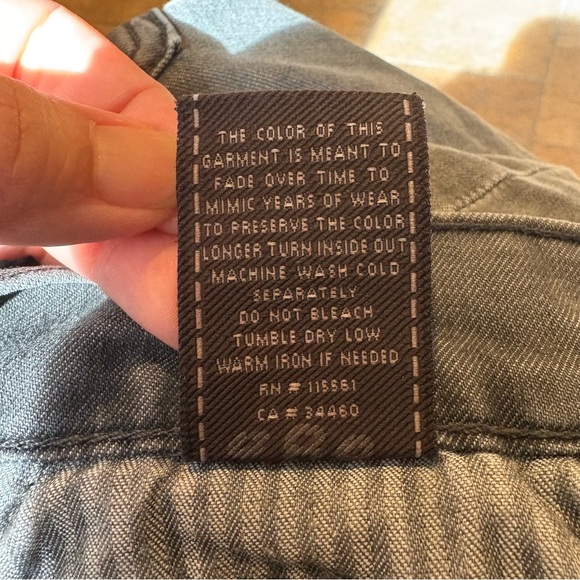 THE COLOR OF THIS
GARMENT IS MEANT TO
FADE OVER TIME TO
MIMIC YEARS OF WEAR
TO PRESERVE THE COLOR
LONGER TURN INSIDE OUT
MACHINE WASH COLD
SEPARATELY
DO NOT BLEACH
TUMBLE DRY LOW
WARM IRON IF NEEDED
RN # 115861
CA # 34460